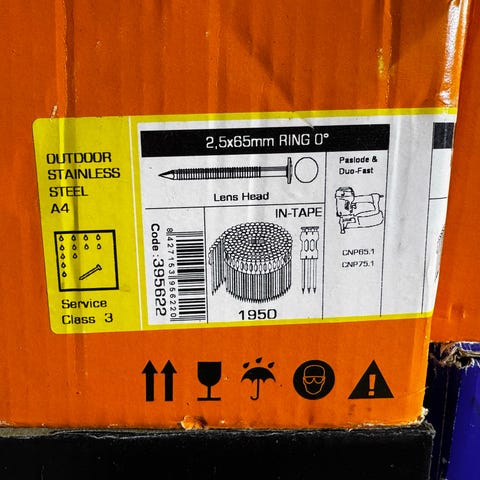 OUTDOOR
STAINLESS
STEEL
A4
Service
Class 3
2,5x65mm RING 0°
Lens Head
Paslode &
Duo-Fast
IN-TAPE
CNP65.1
CNP75.1
Code: 395622
8427163956220
1950